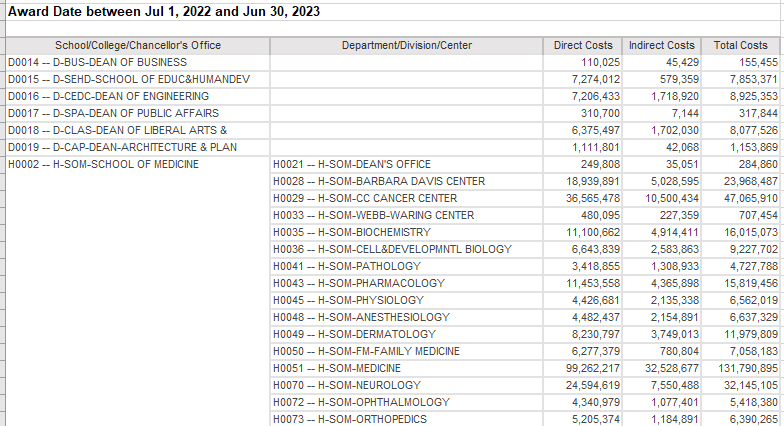 Award Date between Jul 1, 2022 and Jun 30, 2023
School/College/Chancellor's Office Department/Division/Center Direct Costs Indirect Costs Total Costs
D0014 -- D-BUS-DEAN OF BUSINESS 110,025 45,429 155,455
D0015 -- D-SEHD-SCHOOL OF EDUC&HUMANDEV 7,274,012 579,359 7,853,371
D0016 -- D-CEDC-DEAN OF ENGINEERING 7,206,433 1,718,920 8,925,353
D0017 -- D-SPA-DEAN OF PUBLIC AFFAIRS 310,700 7,144 317,844
D0018 -- D-CLAS-DEAN OF LIBERAL ARTS & 6,375,497 1,702,030 8,077,526
D0019 -- D-CAP-DEAN-ARCHITECTURE & PLAN 1,111,801 42,068 1,153,869
H0002 -- H-SOM-SCHOOL OF MEDICINE H0021 -- H-SOM-DEAN'S OFFICE 249,808 35,051 284,860
H0028 -- H-SOM-BARBARA DAVIS CENTER 18,939,891 5,028,595 23,968,487
H0029 -- H-SOM-CC CANCER CENTER 36,565,478 10,500,434 47,065,910
H0033 -- H-SOM-WEBB-WARING CENTER 480,095 227,359 707,454
H0035 -- H-SOM-BIOCHEMISTRY 11,100,662 4,914,411 16,015,073
H0036 -- H-SOM-CELL&DEVELOPMNTL BIOLOGY 6,643,839 2,583,863 9,227,702
H0041 -- H-SOM-PATHOLOGY 3,418,855 1,308,933 4,727,788
H0043 -- H-SOM-PHARMACOLOGY 11,453,558 4,365,898 15,819,456
H0045 -- H-SOM-PHYSIOLOGY 4,426,681 2,135,338 6,562,019
H0048 -- H-SOM-ANESTHESIOLOGY 4,482,437 2,154,891 6,637,329
H0049 -- H-SOM-DERMATOLOGY 8,230,797 3,749,013 11,979,809
H0050 -- H-SOM-FM-FAMILY MEDICINE 6,277,379 780,804 7,058,183
H0051 -- H-SOM-MEDICINE 99,262,217 32,528,677 131,790,895
H0070 -- H-SOM-NEUROLOGY 24,594,619 7,550,488 32,145,105
H0072 -- H-SOM-OPHTHALMOLOGY 4,340,979 1,077,401 5,418,380
H0073 -- H-SOM-ORTHOPEDICS 5,205,374 1,184,891 6,390,265